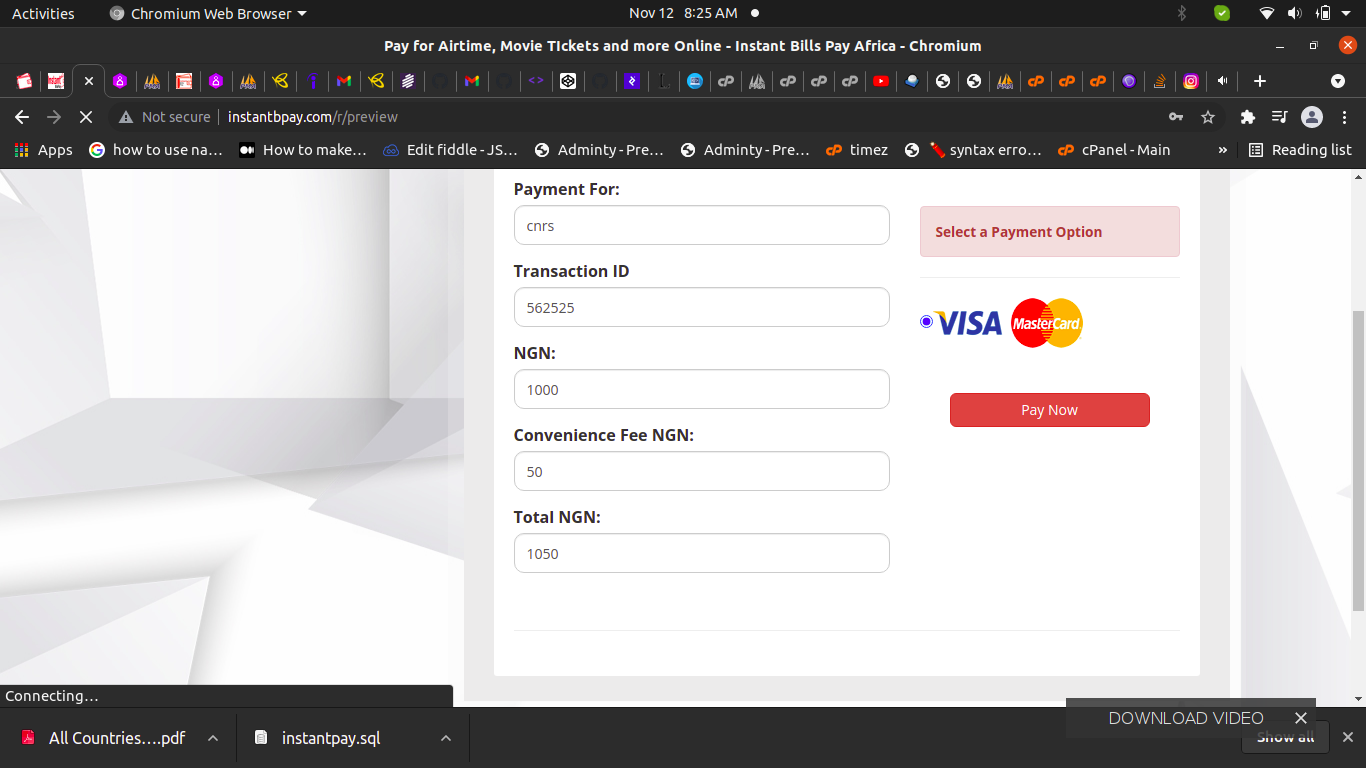 Activities
Chromium Web Browser
Nov 12 8:25 AM
Pay for Airtime, Movie TIckets and more Online - Instant Bills Pay Africa - Chromium
Not secure
instantbpay.com/r/preview
Apps
how to use na...
How to make...
Edit fiddle - JS...
Adminty - Pre...
Adminty - Pre...
timez
syntax erro...
cPanel - Main
»
Reading list
Payment For:
cnrs
Select a Payment Option
Transaction ID
562525
VISA
MasterCard
NGN:
1000
Pay Now
Convenience Fee NGN:
50
Total NGN:
1050
Connecting...
DOWNLOAD VIDEO
All Countries....pdf
instantpay.sql
Show all